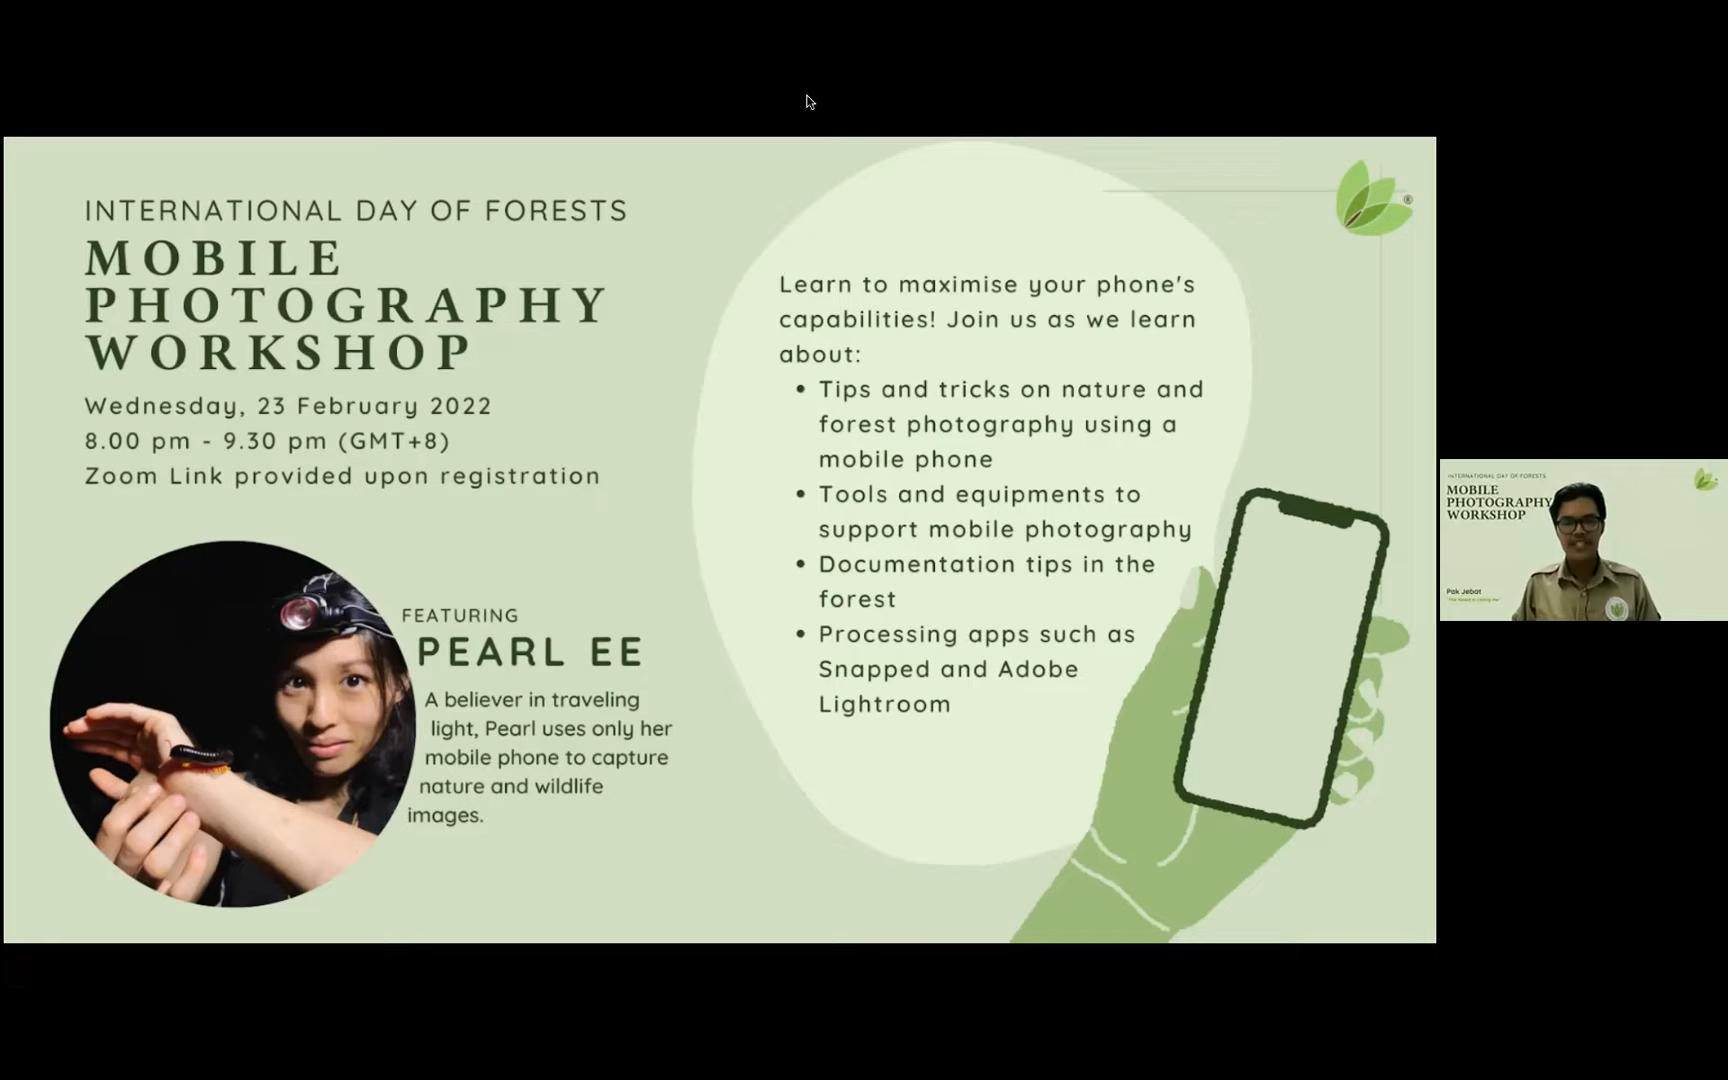 INTERNATIONAL DAY OF FORESTS
MOBILE
PHOTOGRAPHY
WORKSHOP
Wednesday, 23 February 2022
8.00 pm - 9.30 pm (GMT+8)
Zoom Link provided upon registration
FEATURING
PEARL EE
A believer in traveling
light, Pearl uses only her
mobile phone to capture
nature and wildlife
images.
Learn to maximise your phone's
capabilities! Join us as we learn
about:
• Tips and tricks on nature and
forest photography using a
mobile phone
• Tools and equipments to
support mobile photography
• Documentation tips in the
forest
• Processing apps such as
Snapped and Adobe
Lightroom
®
INTERNATIONAL DAY OF FORESTS
MOBILE
PHOTOGRAPHY
WORKSHOP
Pak Jebat